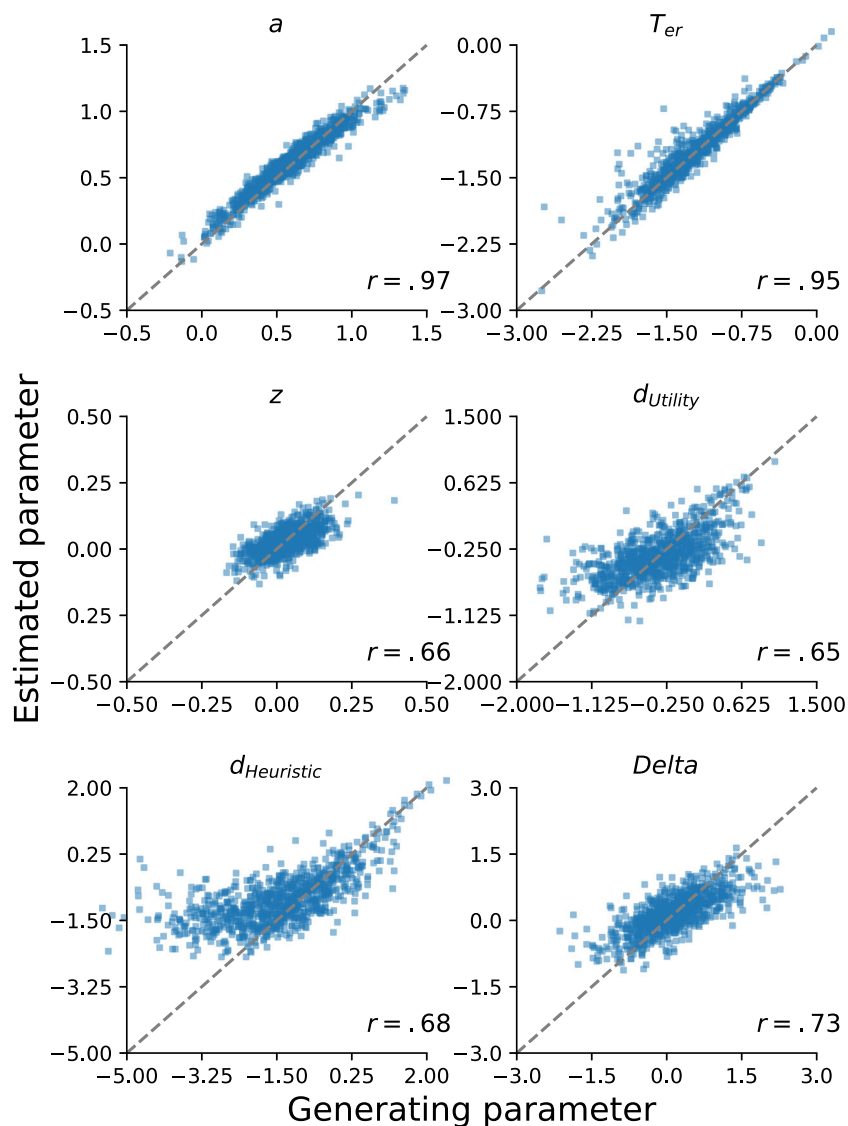 a
1.5
1.0
0.5
0.0
−0.5
−0.5 0.0 0.5 1.0 1.5
r = .97
T_er
0.00
−0.75
−1.50
−2.25
−3.00
−3.00 −2.25 −1.50 −0.75 0.00
r = .95
z
0.50
0.25
0.00
0.25
−0.50
−0.50 −0.25 0.00 0.25 0.50
r = .66
d_Utility
1.500
0.625
−0.250
−1.125
−2.000
−2.000 −1.125 −0.250 0.625 1.500
r = .65
d_Heuristic
2.00
0.25
−1.50
−3.25
−5.00
−5.00 −3.25 −1.50 0.25 2.00
r = .68
Delta
3.0
1.5
0.0
−1.5
−3.0
−3.0 −1.5 0.0 1.5 3.0
r = .73
Estimated parameter
Generating parameter